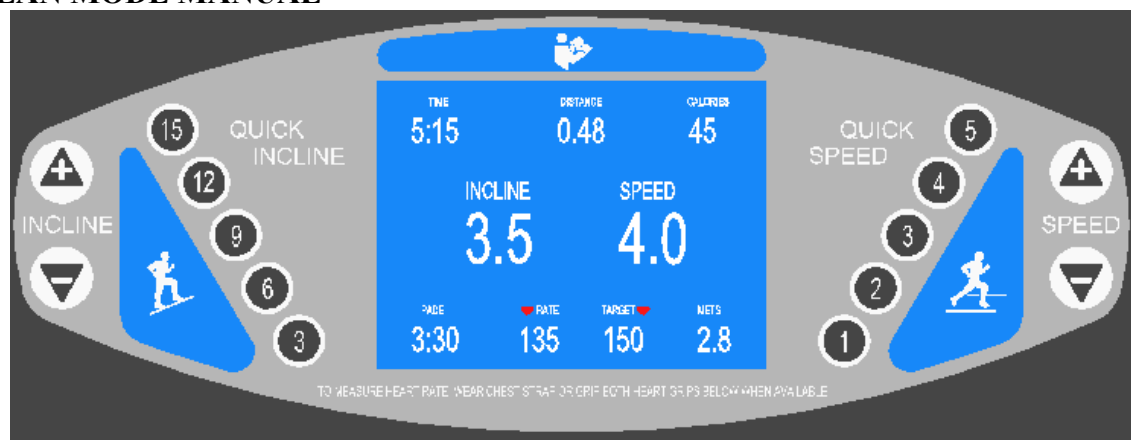 MODE MANUAL
TIME DISTANCE CALORIES
5:15 0.48 45
15 QUICK INCLINE
12
9
6
3
INCLINE
INCLINE SPEED
3.5 4.0
QUICK SPEED 5
4
3
2
1
SPEED
PACE RATE TARGET METS
3:30 135 150 2.8
TO MEASURE HEART RATE, WEAR CHEST STRAP OR GRIP BOTH HEART GRIPS BELOW WHEN AVAILABLE